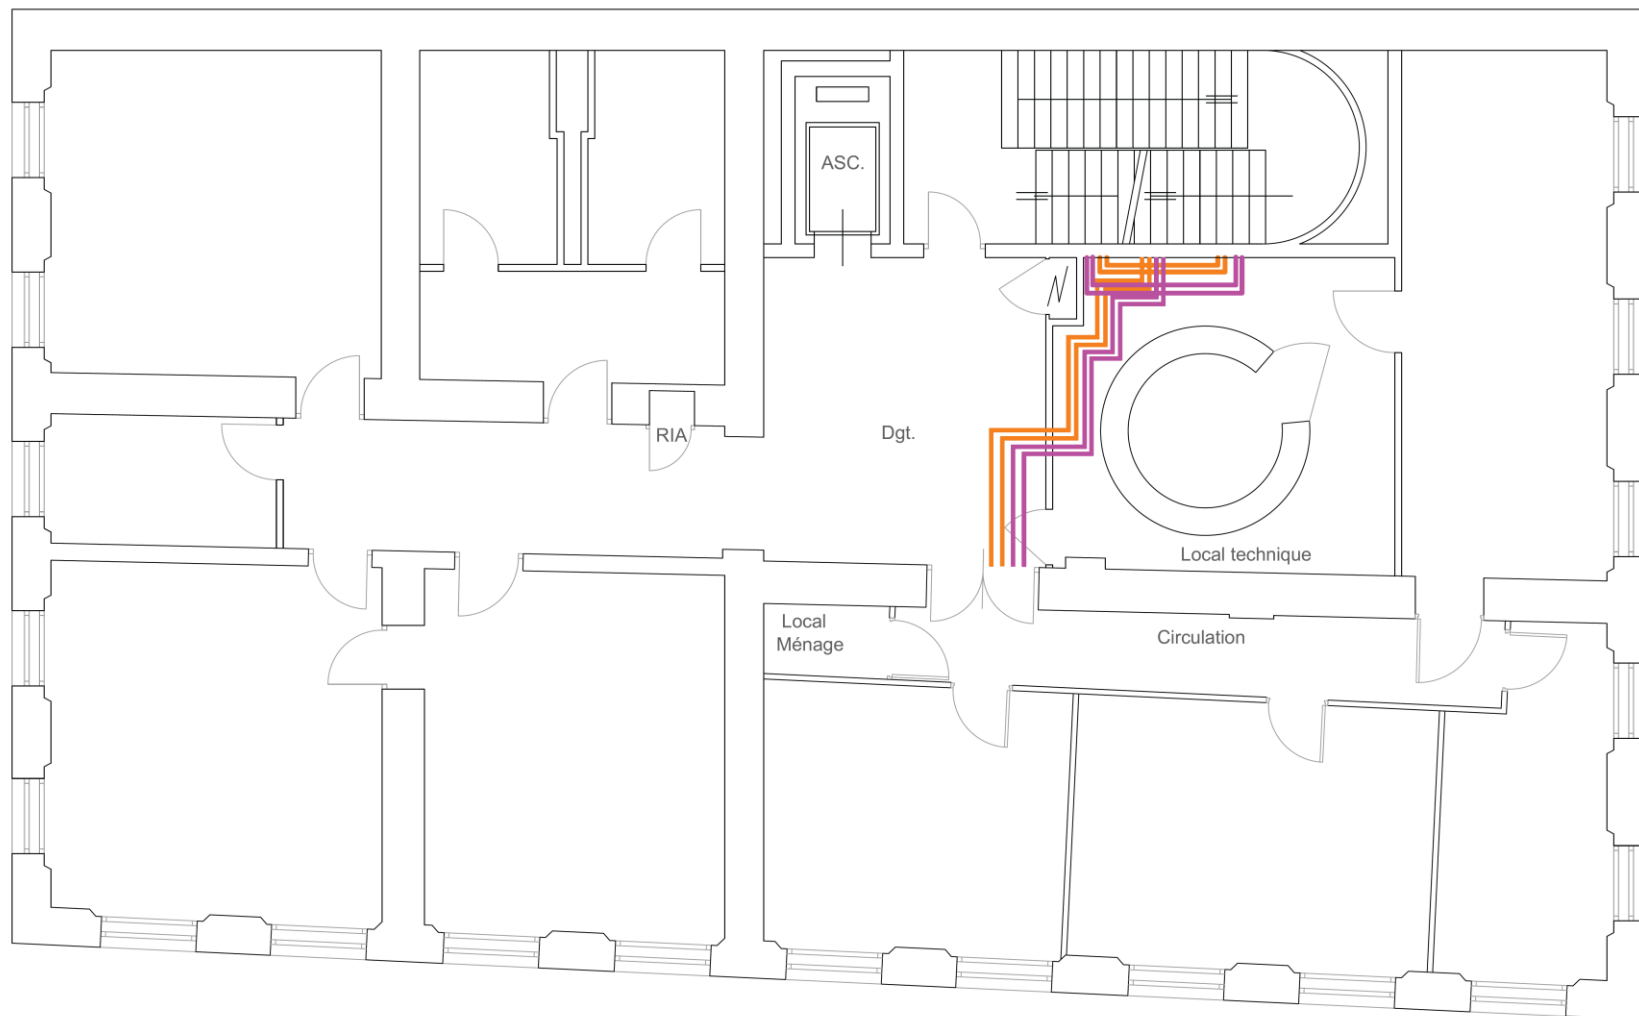 ASC.
RIA
Dgt.
Local technique
Local
Ménage
Circulation